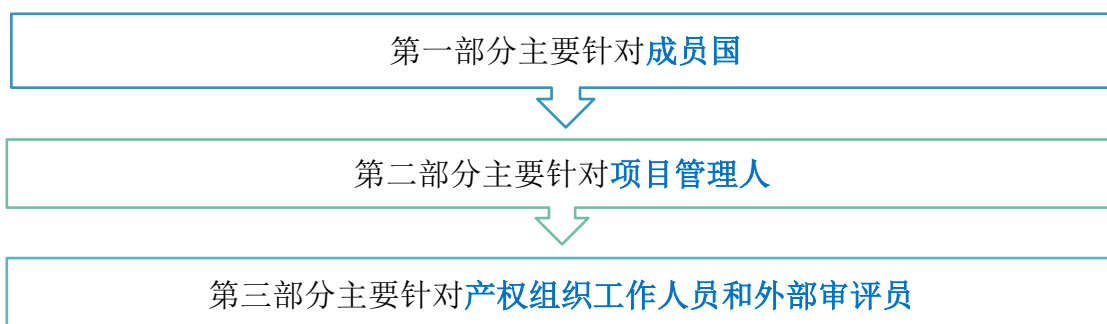 第一部分主要针对成员国
第二部分主要针对项目管理人
第三部分主要针对产权组织工作人员和外部审评员